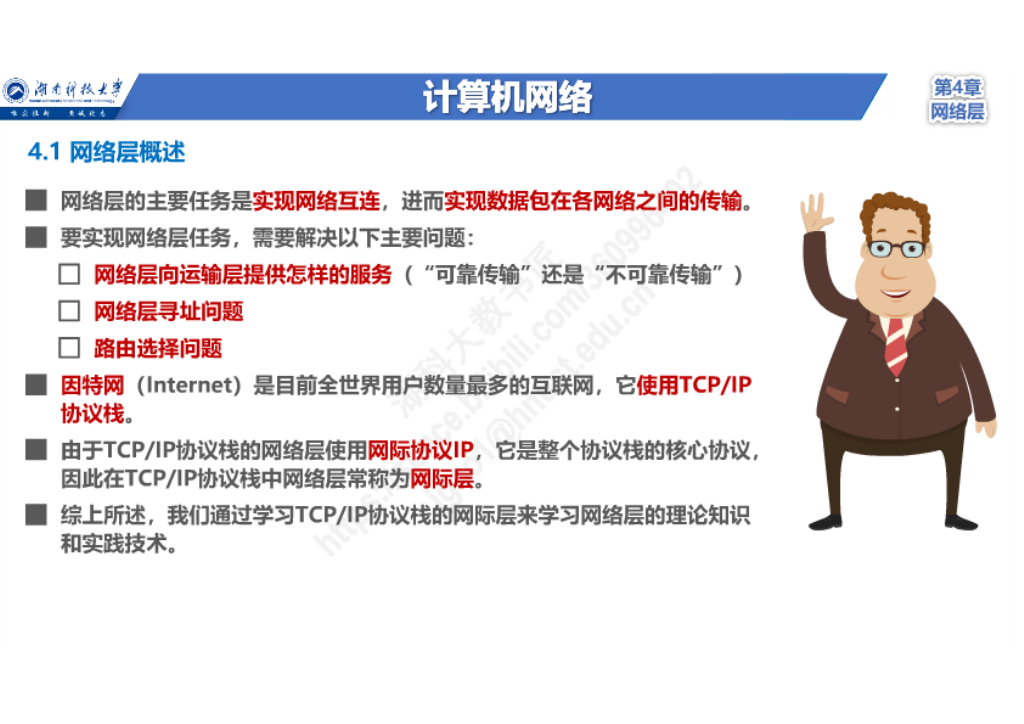 湖南科技大学
计算机网络
第4章
网络层
4.1 网络层概述
网络层的主要任务是实现网络互连，进而实现数据包在各网络之间的传输。
要实现网络层任务，需要解决以下主要问题：
网络层向运输层提供怎样的服务（“可靠传输”还是“不可靠传输”）
网络层寻址问题
路由选择问题
因特网（Internet）是目前全世界用户数量最多的互联网，它使用TCP/IP
协议栈。
由于TCP/IP协议栈的网络层使用网际协议IP，它是整个协议栈的核心协议，
因此在TCP/IP协议栈中网络层常称为网际层。
综上所述，我们通过学习TCP/IP协议栈的网际层来学习网络层的理论知识
和实践技术。